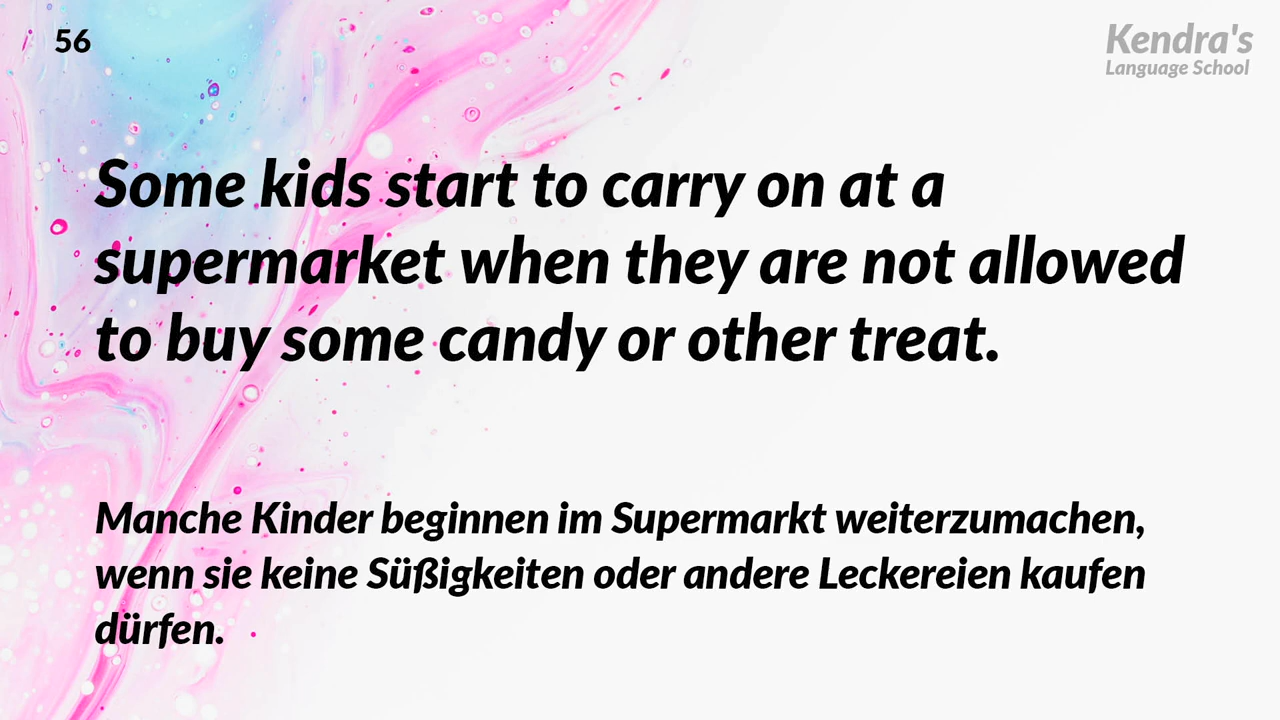 56
Kendra's
Language School
Some kids start to carry on at a
supermarket when they are not allowed
to buy some candy or other treat.
Manche Kinder beginnen im Supermarkt weiterzumachen,
wenn sie keine Süßigkeiten oder andere Leckereien kaufen
dürfen.